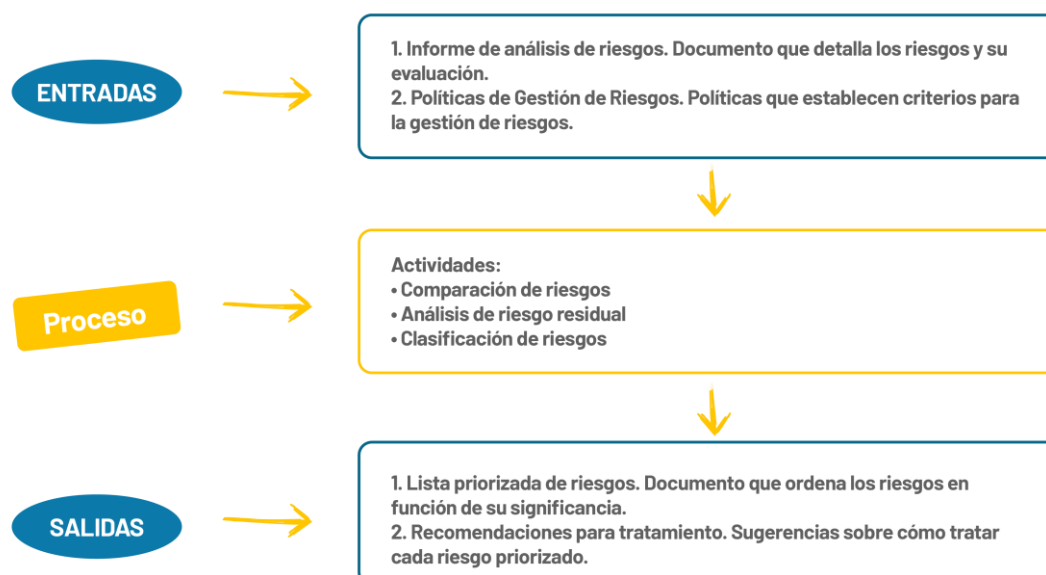 ENTRADAS
1. Informe de análisis de riesgos. Documento que detalla los riesgos y su
evaluación.
2. Políticas de Gestión de Riesgos. Políticas que establecen criterios para
la gestión de riesgos.
Proceso
Actividades:
• Comparación de riesgos
• Análisis de riesgo residual
• Clasificación de riesgos
SALIDAS
1. Lista priorizada de riesgos. Documento que ordena los riesgos en
función de su significancia.
2. Recomendaciones para tratamiento. Sugerencias sobre cómo tratar
cada riesgo priorizado.